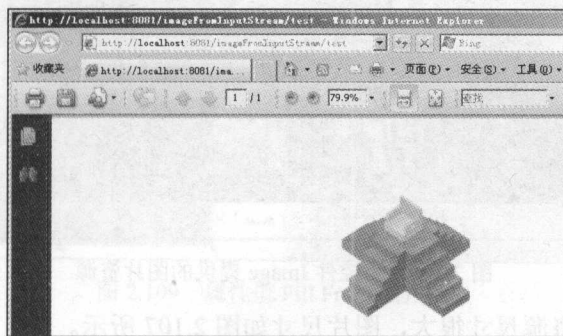 http://localhost:8081/imageFromInputStream/test - Windows Internet Explorer
http://localhost:8081/imageFromInputStream/test
Bing
收藏夹
http://localhost:8081/ima...
页面(P)
安全(S)
工具(O)
1 /1
79.9%
查找